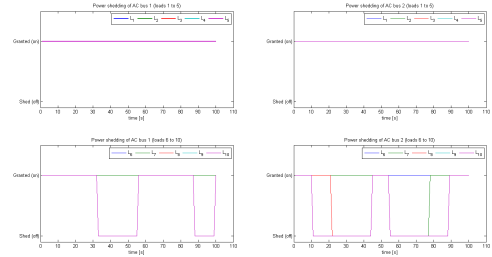 Power shedding of AC bus 1 (loads 1 to 5)
L1 L2 L3 L4 L5
Granted (on)
Shed (off)
0 10 20 30 40 50 60 70 80 90 100 110
time [s]
Power shedding of AC bus 2 (loads 1 to 5)
L1 L2 L3 L4 L5
Granted (on)
Shed (off)
0 10 20 30 40 50 60 70 80 90 100 110
time [s]
Power shedding of AC bus 1 (loads 6 to 10)
L6 L7 L8 L9 L10
Granted (on)
Shed (off)
0 10 20 30 40 50 60 70 80 90 100 110
time [s]
Power shedding of AC bus 2 (loads 6 to 10)
L6 L7 L8 L9 L10
Granted (on)
Shed (off)
0 10 20 30 40 50 60 70 80 90 100 110
time [s]